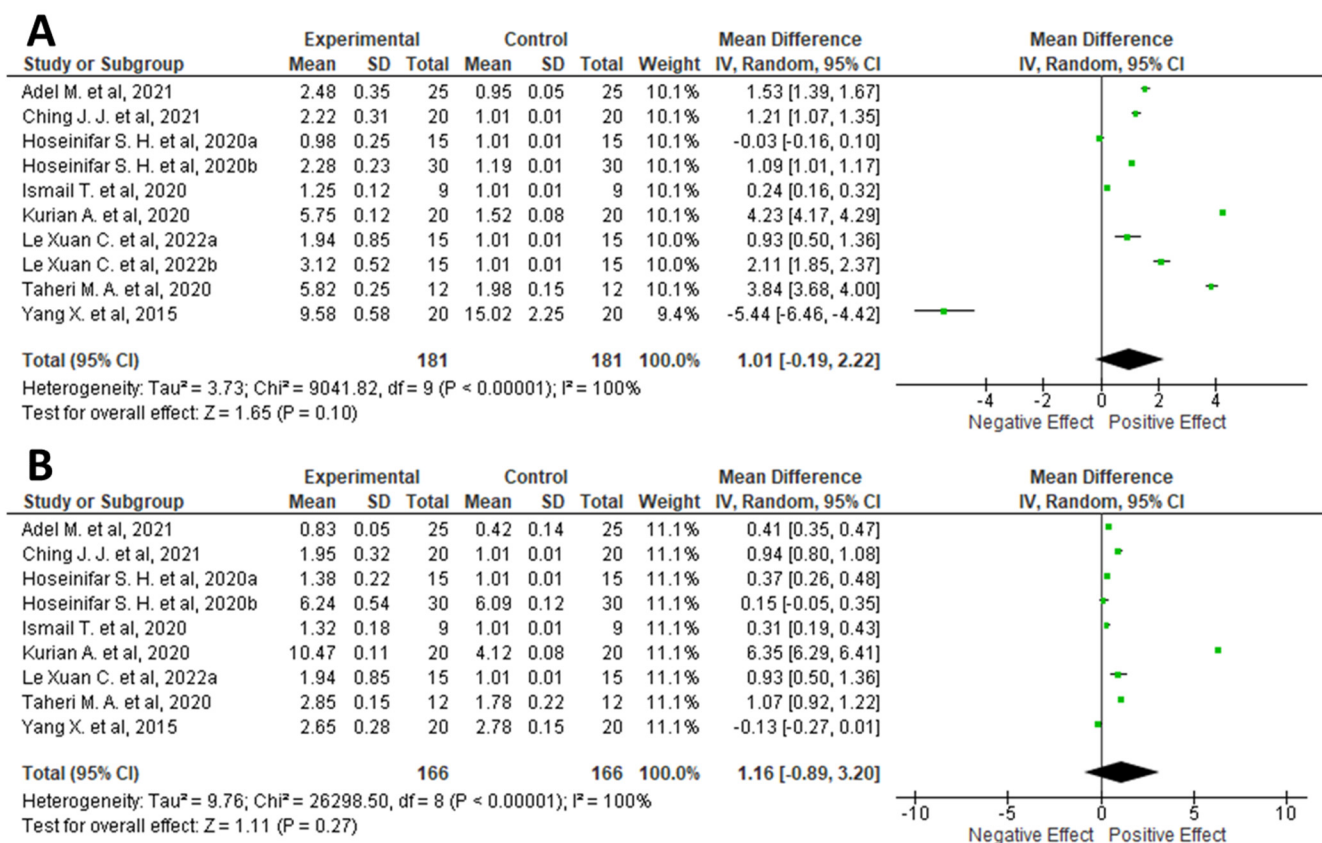 A
Experimental Control Mean Difference Mean Difference
Study or Subgroup Mean SD Total Mean SD Total Weight IV, Random, 95% CI IV, Random, 95% CI
Adel M. et al, 2021 2.48 0.35 25 0.95 0.05 25 10.1% 1.53 [1.39, 1.67]
Ching J. J. et al, 2021 2.22 0.31 20 1.01 0.01 20 10.1% 1.21 [1.07, 1.35]
Hoseinifar S. H. et al, 2020a 0.98 0.25 15 1.01 0.01 15 10.1% -0.03 [-0.16, 0.10]
Hoseinifar S. H. et al, 2020b 2.28 0.23 30 1.19 0.01 30 10.1% 1.09 [1.01, 1.17]
Ismail T. et al, 2020 1.25 0.12 9 1.01 0.01 9 10.1% 0.24 [0.16, 0.32]
Kurian A. et al, 2020 5.75 0.12 20 1.52 0.08 20 10.1% 4.23 [4.17, 4.29]
Le Xuan C. et al, 2022a 1.94 0.85 15 1.01 0.01 15 10.0% 0.93 [0.50, 1.36]
Le Xuan C. et al, 2022b 3.12 0.52 15 1.01 0.01 15 10.1% 2.11 [1.85, 2.37]
Taheri M. A. et al, 2020 5.82 0.25 12 1.98 0.15 12 10.1% 3.84 [3.68, 4.00]
Yang X. et al, 2015 9.58 0.58 20 15.02 2.25 20 9.4% -5.44 [-6.46, -4.42]
Total (95% CI) 181 181 100.0% 1.01 [-0.19, 2.22]
Heterogeneity: Tau² = 3.73; Chi² = 9041.82, df = 9 (P < 0.00001); I² = 100%
Test for overall effect: Z = 1.65 (P = 0.10)
-4 -2 0 2 4
Negative Effect Positive Effect
B
Experimental Control Mean Difference Mean Difference
Study or Subgroup Mean SD Total Mean SD Total Weight IV, Random, 95% CI IV, Random, 95% CI
Adel M. et al, 2021 0.83 0.05 25 0.42 0.14 25 11.1% 0.41 [0.35, 0.47]
Ching J. J. et al, 2021 1.95 0.32 20 1.01 0.01 20 11.1% 0.94 [0.80, 1.08]
Hoseinifar S. H. et al, 2020a 1.38 0.22 15 1.01 0.01 15 11.1% 0.37 [0.26, 0.48]
Hoseinifar S. H. et al, 2020b 6.24 0.54 30 6.09 0.12 30 11.1% 0.15 [-0.05, 0.35]
Ismail T. et al, 2020 1.32 0.18 9 1.01 0.01 9 11.1% 0.31 [0.19, 0.43]
Kurian A. et al, 2020 10.47 0.11 20 4.12 0.08 20 11.1% 6.35 [6.29, 6.41]
Le Xuan C. et al, 2022a 1.94 0.85 15 1.01 0.01 15 11.1% 0.93 [0.50, 1.36]
Taheri M. A. et al, 2020 2.85 0.15 12 1.78 0.22 12 11.1% 1.07 [0.92, 1.22]
Yang X. et al, 2015 2.65 0.28 20 2.78 0.15 20 11.1% -0.13 [-0.27, 0.01]
Total (95% CI) 166 166 100.0% 1.16 [-0.89, 3.20]
Heterogeneity: Tau² = 9.76; Chi² = 26298.50, df = 8 (P < 0.00001); I² = 100%
Test for overall effect: Z = 1.11 (P = 0.27)
-10 -5 0 5 10
Negative Effect Positive Effect